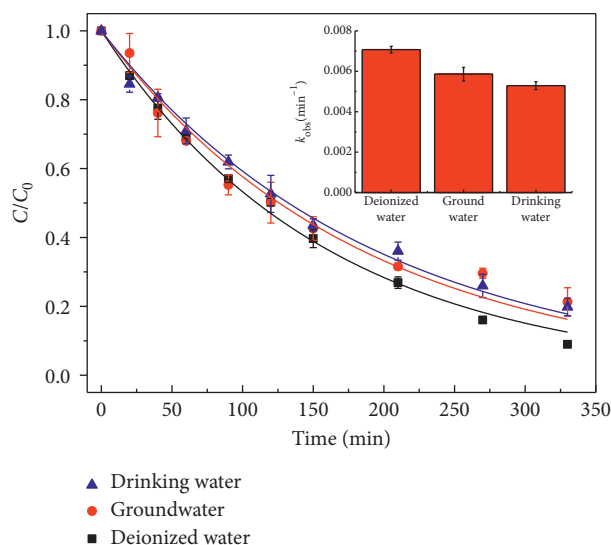 1.0
0.8
0.6
0.4
0.2
0.0
C/C0
0
50
100
150
200
250
300
350
Time (min)
0.008
0.006
0.004
0.002
0.000
kobs(min−1)
Deionized
water
Ground
water
Drinking
water
Drinking water
Groundwater
Deionized water